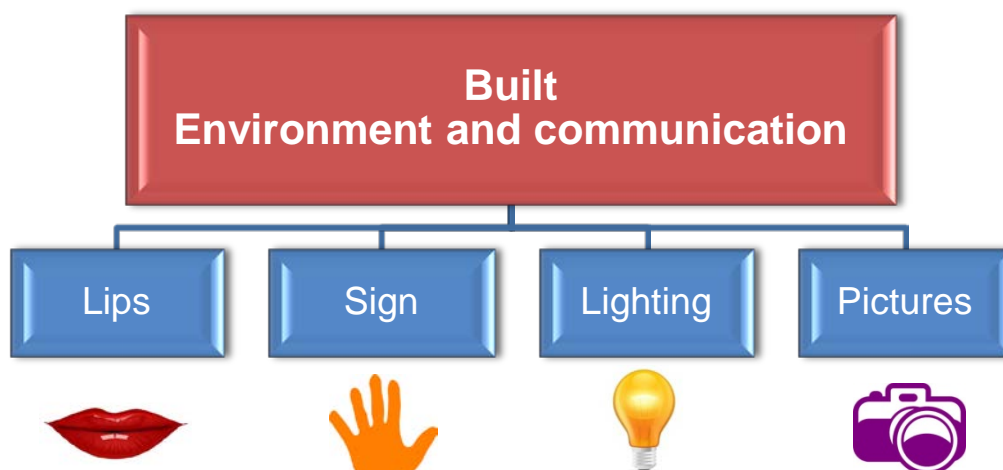 Built
Environment and communication
Lips
Sign
Lighting
Pictures